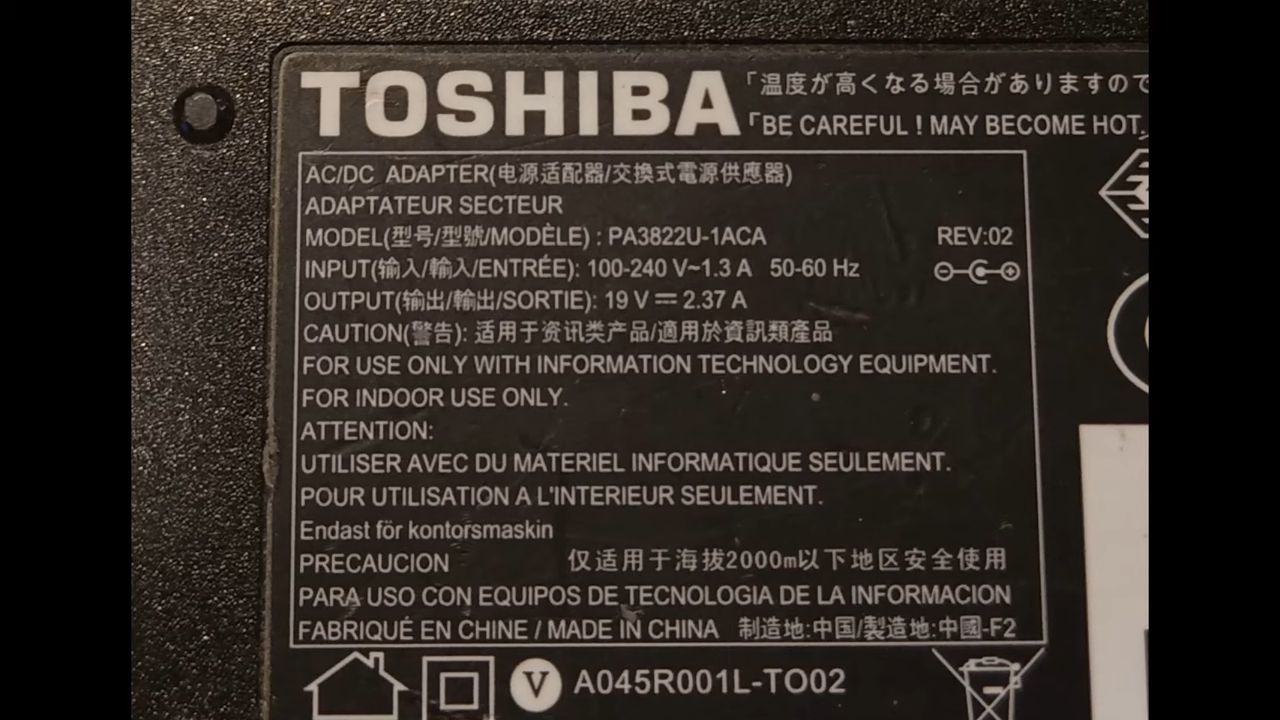 TOSHIBA
「温度が高くなる場合がありますので
「BE CAREFUL ! MAY BECOME HOT.
AC/DC ADAPTER(电源适配器/交換式電源供應器)
ADAPTATEUR SECTEUR
MODEL(型号/型號/MODÈLE) : PA3822U-1ACA REV:02
INPUT(输入/輸入/ENTRÉE): 100-240 V~1.3 A 50-60 Hz
OUTPUT(输出/輸出/SORTIE): 19 V ⎓ 2.37 A
CAUTION(警告): 适用于资讯类产品/適用於資訊類產品
FOR USE ONLY WITH INFORMATION TECHNOLOGY EQUIPMENT.
FOR INDOOR USE ONLY.
ATTENTION:
UTILISER AVEC DU MATERIEL INFORMATIQUE SEULEMENT.
POUR UTILISATION A L'INTERIEUR SEULEMENT.
Endast för kontorsmaskin
PRECAUCION 仅适用于海拔2000m以下地区安全使用
PARA USO CON EQUIPOS DE TECNOLOGIA DE LA INFORMACION
FABRIQUÉ EN CHINE / MADE IN CHINA 制造地:中国/製造地:中國-F2
V A045R001L-TO02